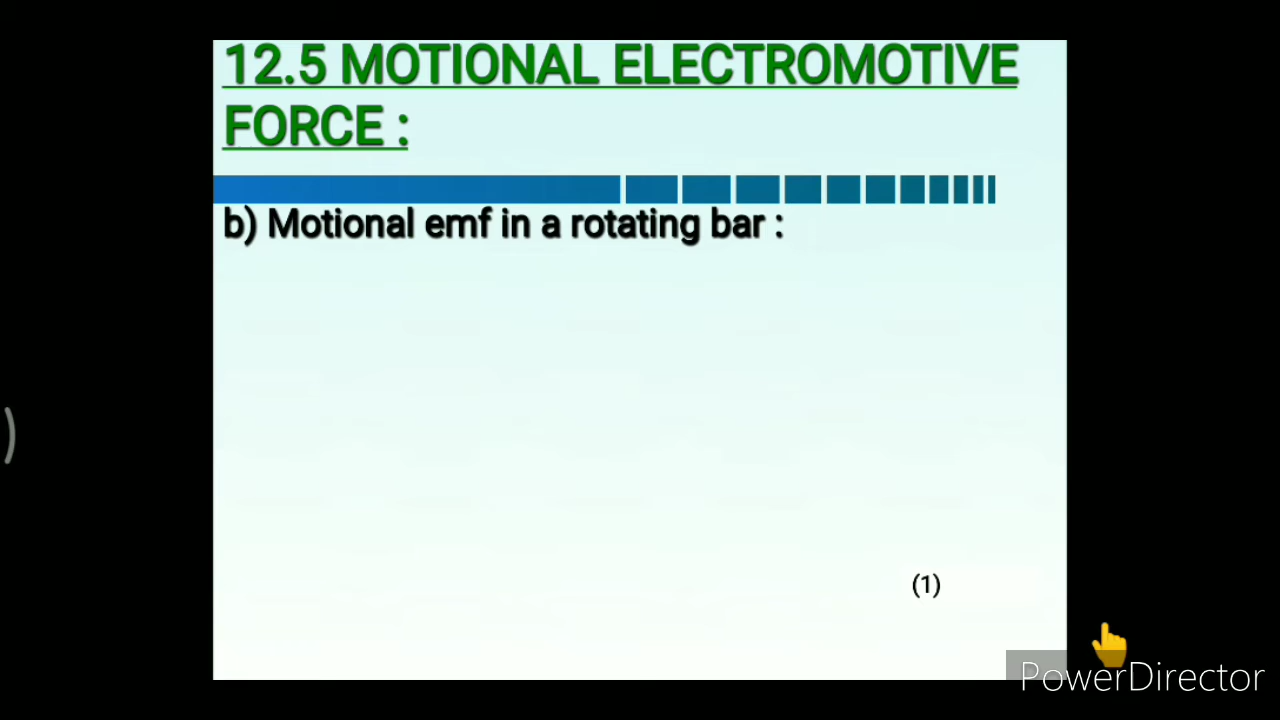 12.5 MOTIONAL ELECTROMOTIVE
FORCE :
b) Motional emf in a rotating bar :
(1)
PowerDirector